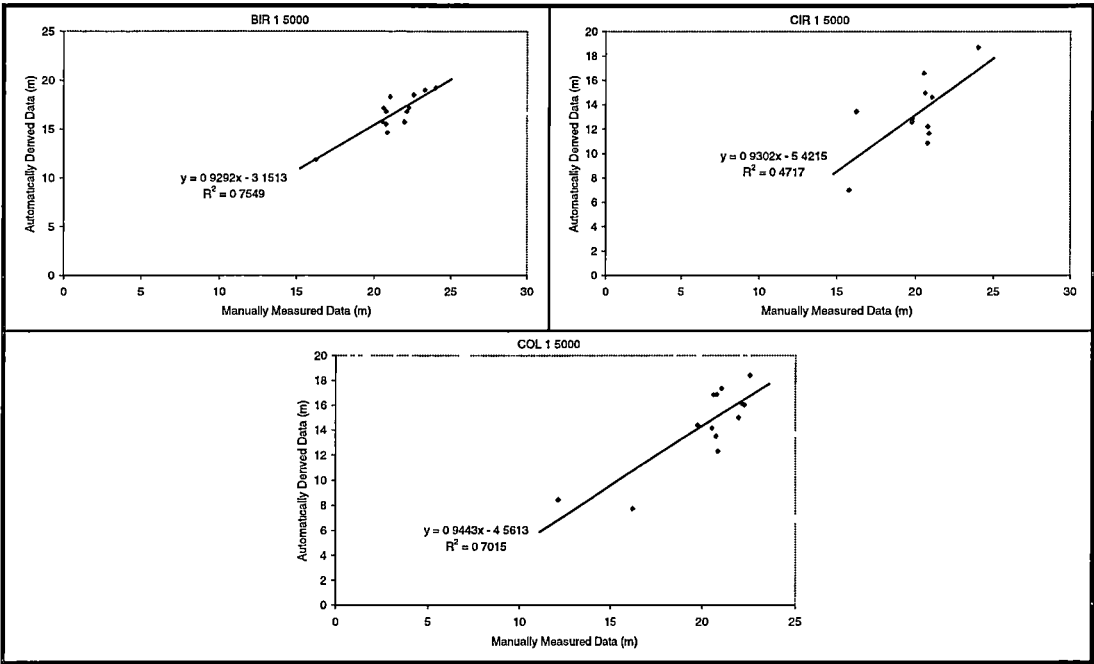 BIR 1 5000
25
20
15
10
5
0
Automatically Derived Data (m)
y = 0 9292x - 3 1513
R² = 0 7549
0 5 10 15 20 25 30
Manually Measured Data (m)
CIR 1 5000
20
18
16
14
12
10
8
6
4
2
0
Automatically Derived Data (m)
y = 0 9302x - 5 4215
R² = 0 4717
0 5 10 15 20 25 30
Manually Measured Data (m)
COL 1 5000
20
18
16
14
12
10
8
6
4
2
0
Automatically Derived Data (m)
y = 0 9443x - 4 5613
R² = 0 7015
0 5 10 15 20 25
Manually Measured Data (m)